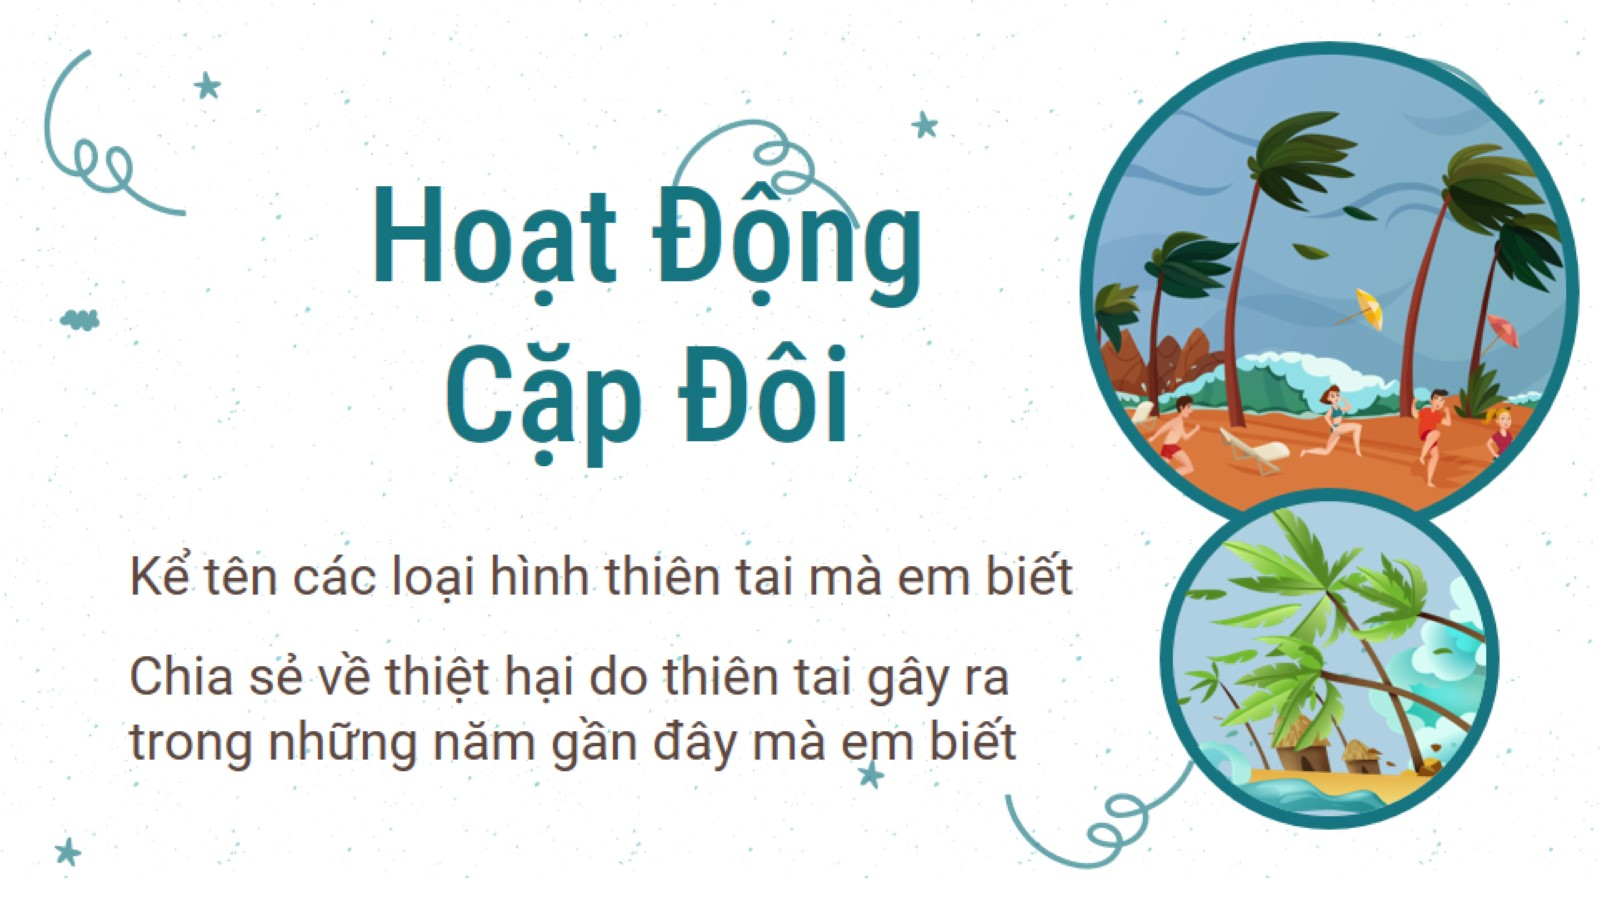 Hoạt Động
Cặp Đôi
Kể tên các loại hình thiên tai mà em biết
Chia sẻ về thiệt hại do thiên tai gây ra
trong những năm gần đây mà em biết